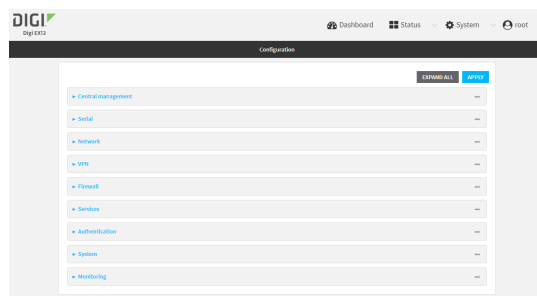 DIGI
Digi EX12
Dashboard
Status
System
root
Configuration
EXPAND ALL
APPLY
Central management
Serial
Network
VPN
Firewall
Services
Authentication
System
Monitoring